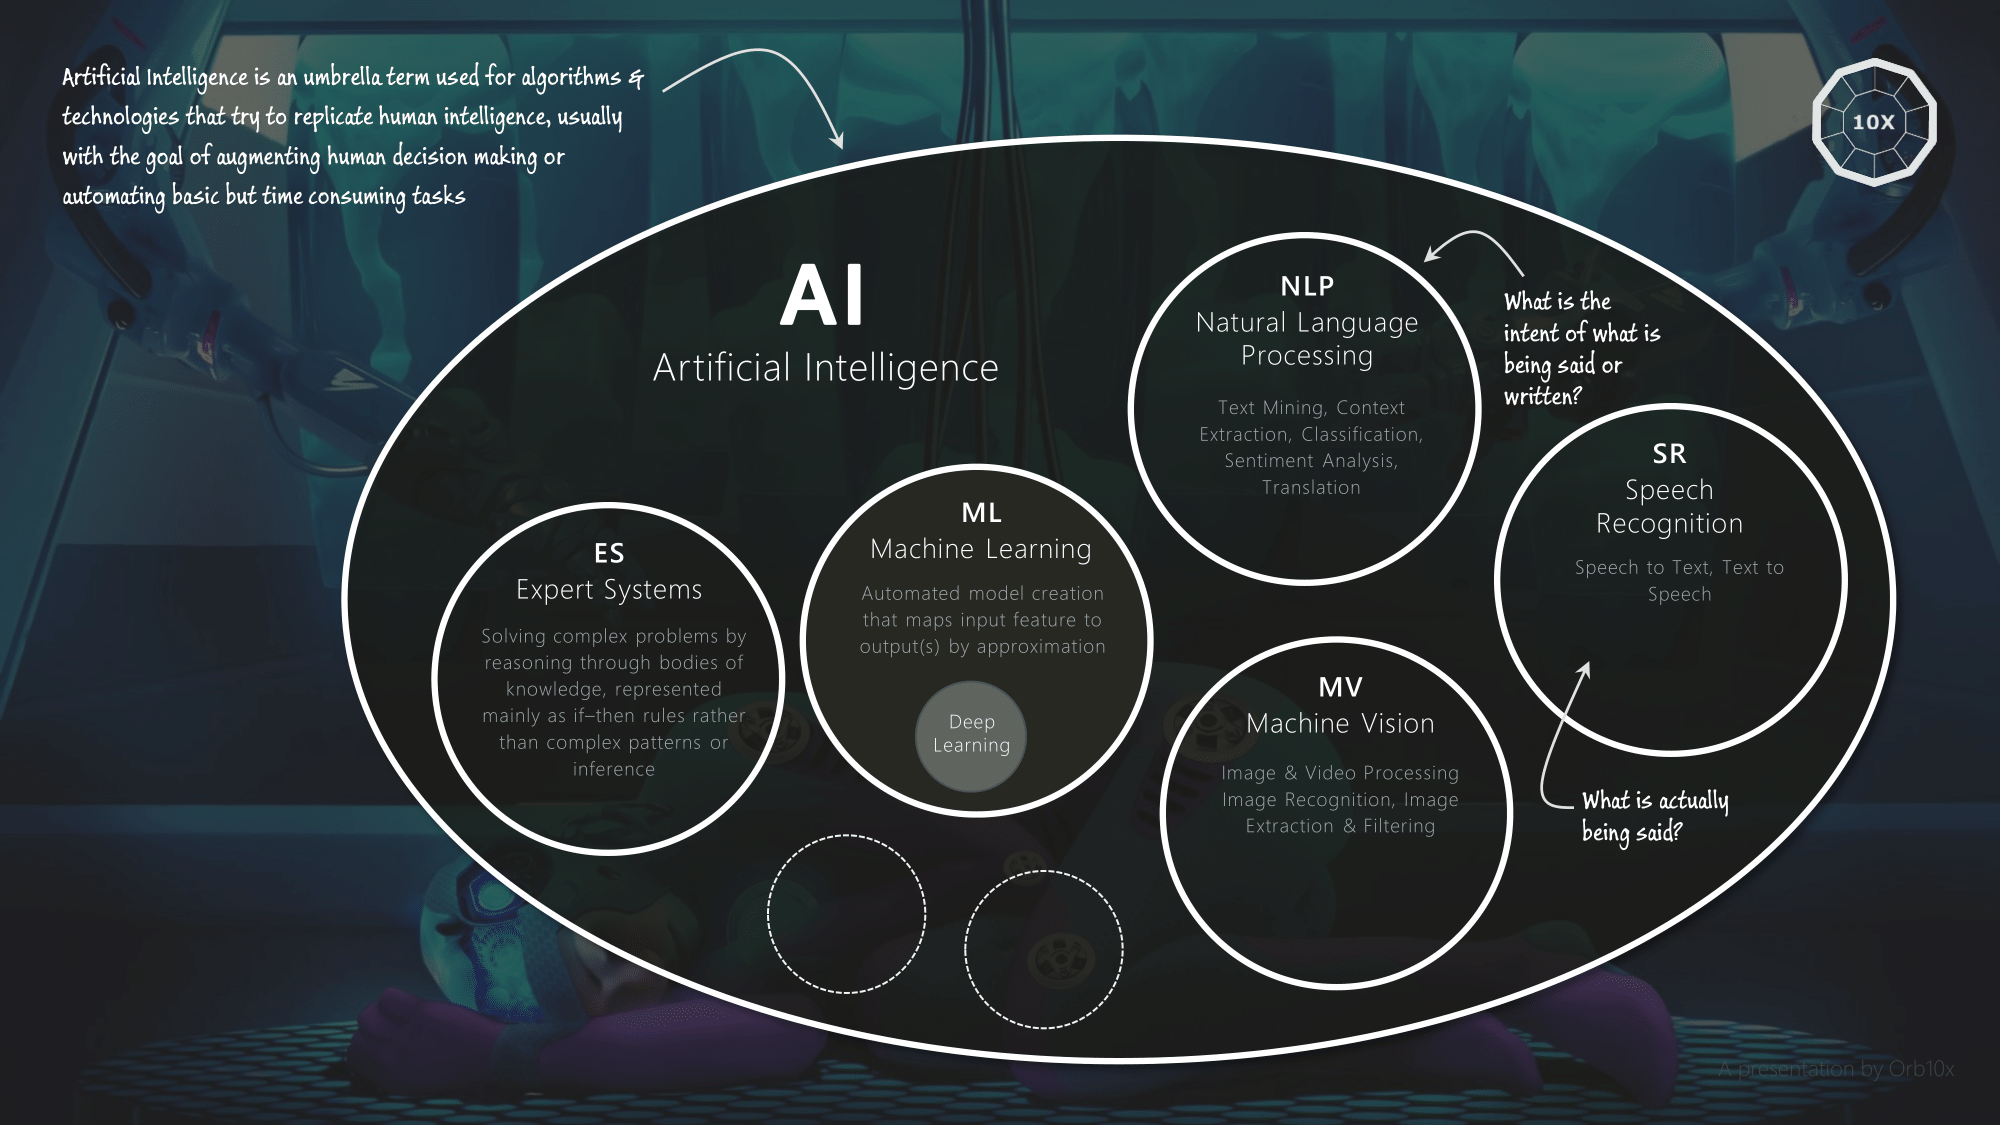 Artificial Intelligence is an umbrella term used for algorithms &
technologies that try to replicate human intelligence, usually
with the goal of augmenting human decision making or
automating basic but time consuming tasks
10X
AI
Artificial Intelligence
NLP
Natural Language
Processing
Text Mining, Context
Extraction, Classification,
Sentiment Analysis,
Translation
What is the
intent of what is
being said or
written?
SR
Speech
Recognition
Speech to Text, Text to
Speech
What is actually
being said?
ML
Machine Learning
Automated model creation
that maps input feature to
output(s) by approximation
Deep
Learning
ES
Expert Systems
Solving complex problems by
reasoning through bodies of
knowledge, represented
mainly as if–then rules rather
than complex patterns or
inference
MV
Machine Vision
Image & Video Processing
Image Recognition, Image
Extraction & Filtering
A presentation by Orb10x